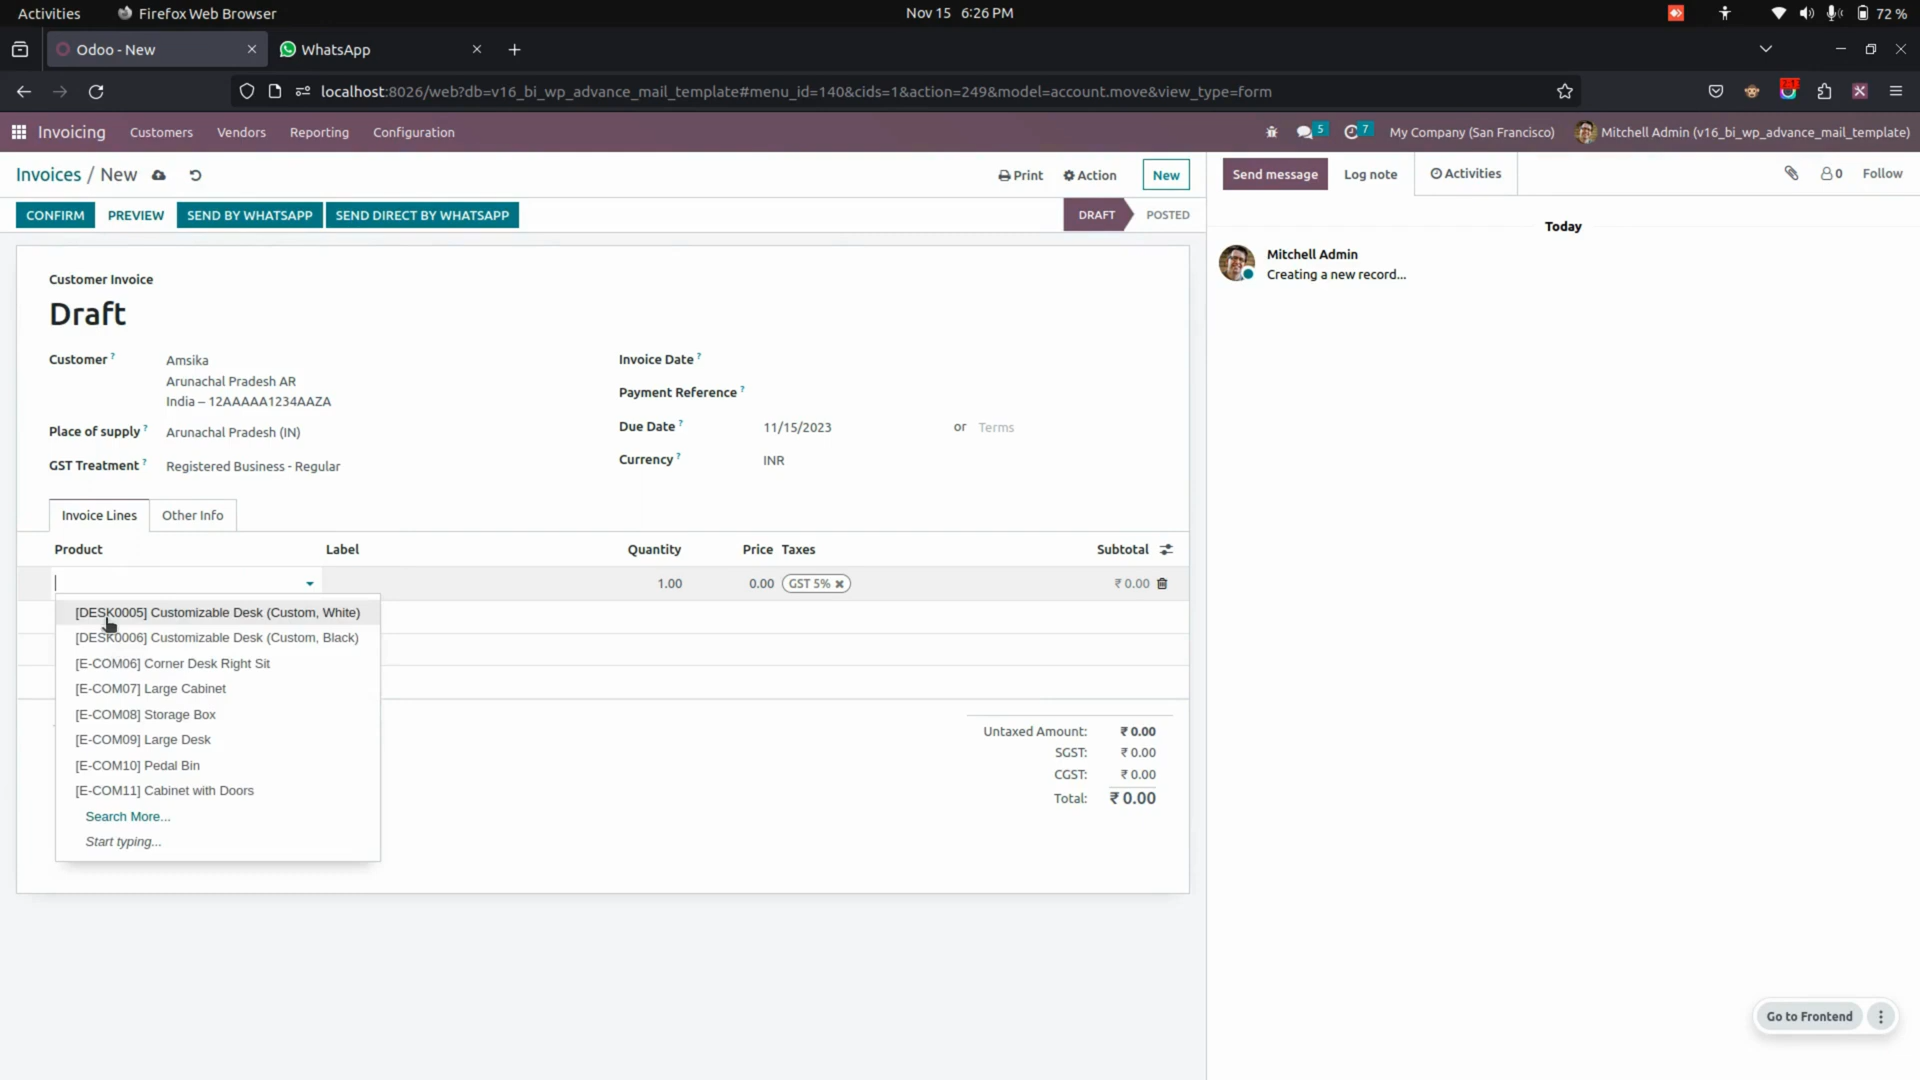 Activities Firefox Web Browser Nov 15 6:26 PM 72 %
Odoo - New WhatsApp
localhost:8026/web?db=v16_bi_wp_advance_mail_template#menu_id=140&cids=1&action=249&model=account.move&view_type=form
Invoicing Customers Vendors Reporting Configuration 5 7 My Company (San Francisco) Mitchell Admin (v16_bi_wp_advance_mail_template)
Invoices / New Print Action New Send message Log note Activities 0 Follow
CONFIRM PREVIEW SEND BY WHATSAPP SEND DIRECT BY WHATSAPP DRAFT POSTED
Today
Mitchell Admin
Creating a new record...
Customer Invoice
Draft
Customer ? Amsika
Arunachal Pradesh AR
India – 12AAAAA1234AAZA
Place of supply ? Arunachal Pradesh (IN)
GST Treatment ? Registered Business - Regular
Invoice Date ?
Payment Reference ?
Due Date ? 11/15/2023 or Terms
Currency ? INR
Invoice Lines Other Info
Product Label Quantity Price Taxes Subtotal
1.00 0.00 GST 5% ₹ 0.00
[DESK0005] Customizable Desk (Custom, White)
[DESK0006] Customizable Desk (Custom, Black)
[E-COM06] Corner Desk Right Sit
[E-COM07] Large Cabinet
[E-COM08] Storage Box
[E-COM09] Large Desk
[E-COM10] Pedal Bin
[E-COM11] Cabinet with Doors
Search More...
Start typing...
Untaxed Amount: ₹ 0.00
SGST: ₹ 0.00
CGST: ₹ 0.00
Total: ₹ 0.00
Go to Frontend